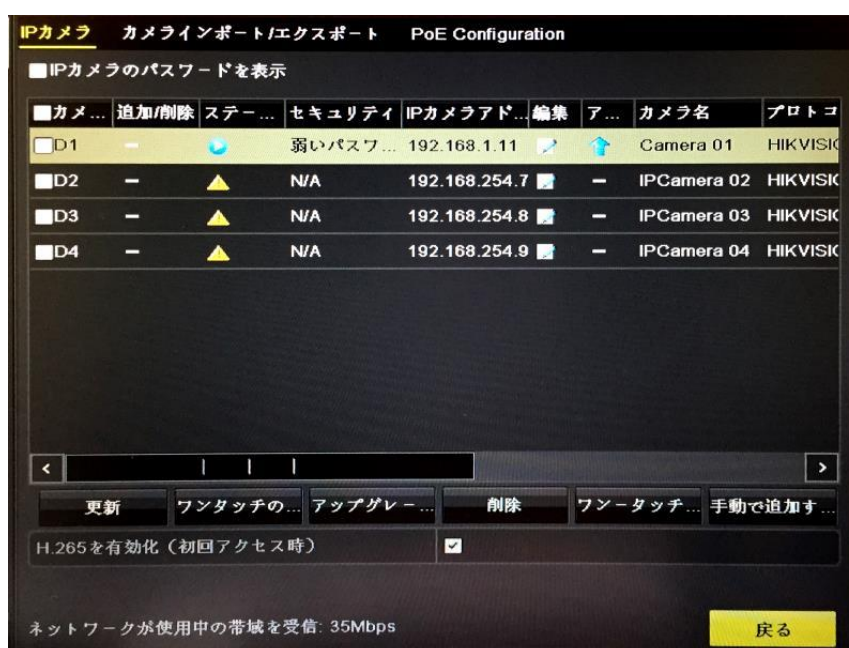 IPカメラ カメラインポート/エクスポート PoE Configuration
IPカメラのパスワードを表示
カメ... 追加/削除 ステー... セキュリティ IPカメラアド... 編集 ア... カメラ名 プロトコ
D1 – 弱いパスワ... 192.168.1.11 Camera 01 HIKVISIO
D2 – N/A 192.168.254.7 – IPCamera 02 HIKVISIO
D3 – N/A 192.168.254.8 – IPCamera 03 HIKVISIO
D4 – N/A 192.168.254.9 – IPCamera 04 HIKVISIO
更新 ワンタッチの... アップグレー... 削除 ワンータッチ... 手動で追加す...
H.265を有効化（初回アクセス時）
ネットワークが使用中の帯域を受信: 35Mbps 戻る